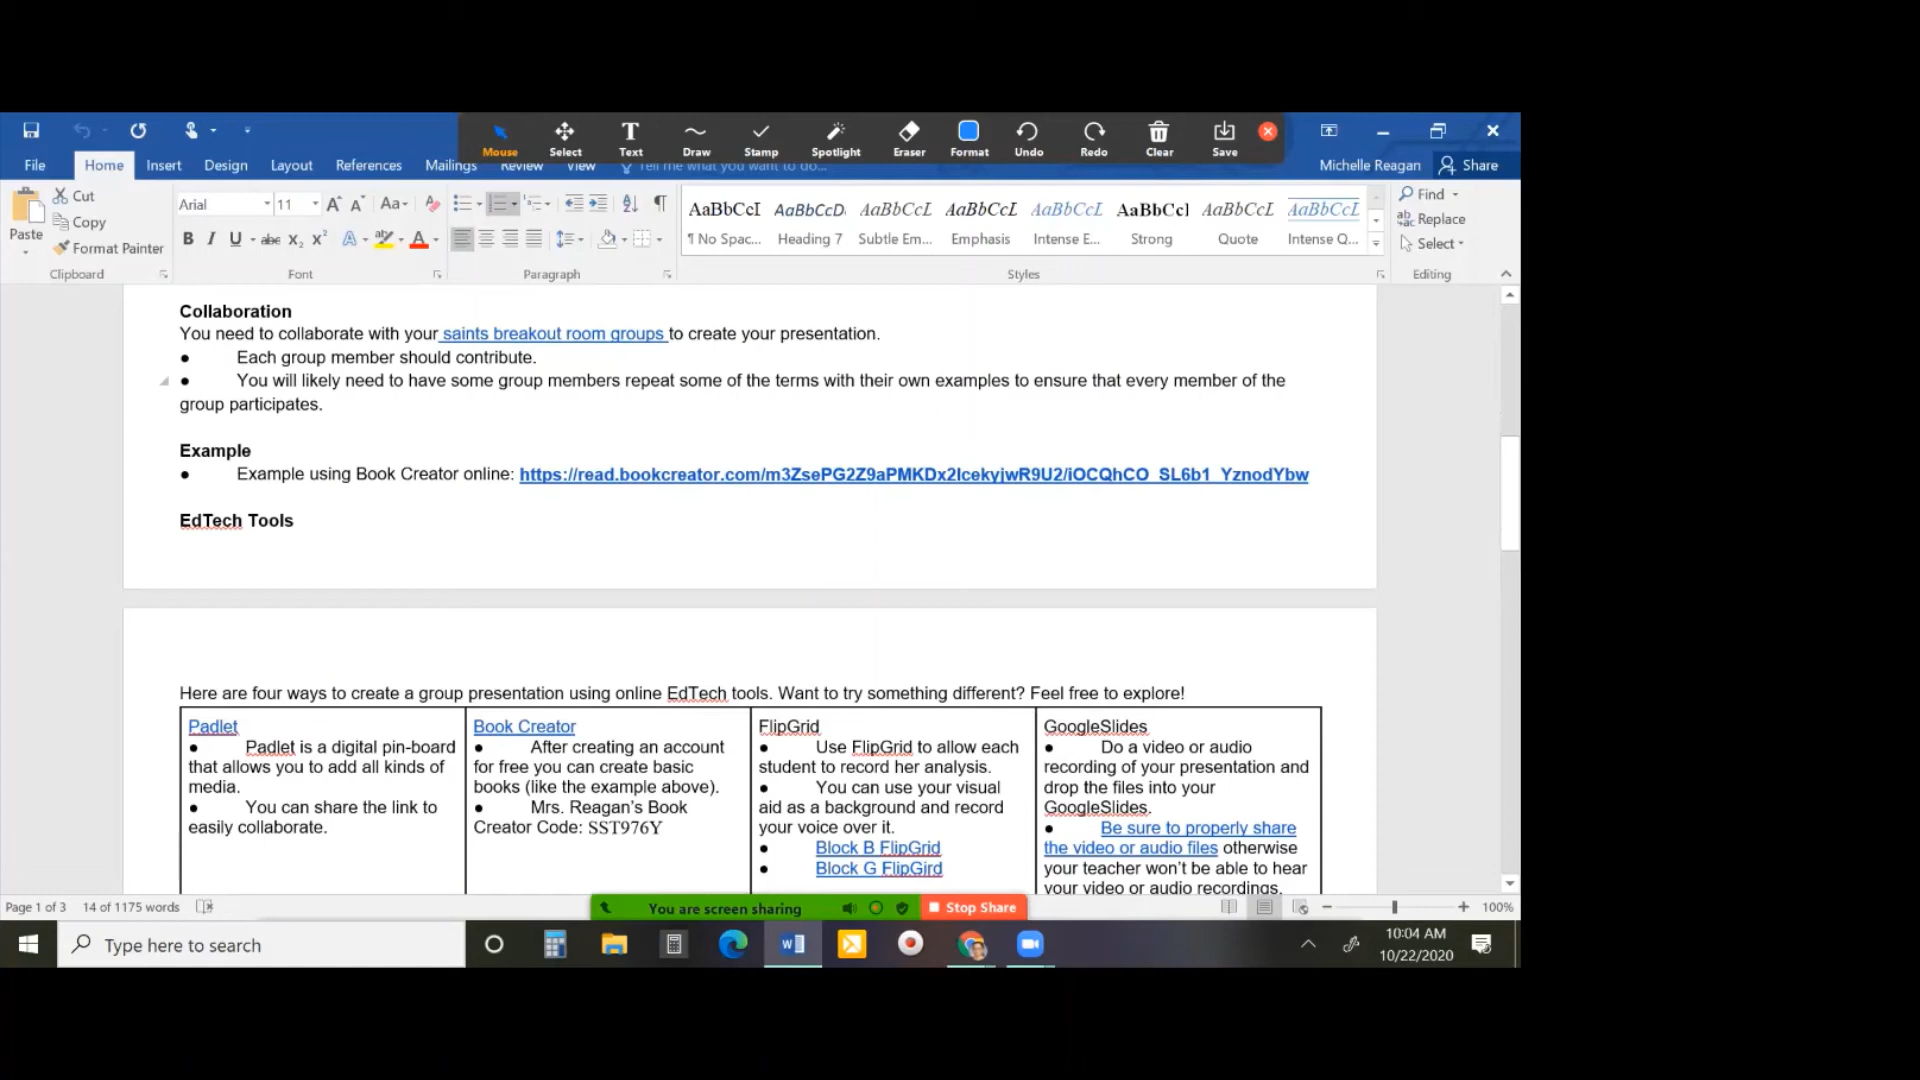 Mouse Select Text Draw Stamp Spotlight Eraser Format Undo Redo Clear Save
File Home Insert Design Layout References Mailings Review View Tell me what you want to do... Michelle Reagan Share
Paste Cut
Copy
Format Painter
Clipboard
Arial 11
Font
Paragraph
AaBbCcI AaBbCcD. AaBbCcL AaBbCcL AaBbCcL AaBbCcl AaBbCcL AaBbCcL
¶ No Spac... Heading 7 Subtle Em... Emphasis Intense E... Strong Quote Intense Q...
Styles
Find
Replace
Select
Editing
Collaboration
You need to collaborate with your saints breakout room groups to create your presentation.
● Each group member should contribute.
● You will likely need to have some group members repeat some of the terms with their own examples to ensure that every member of the
group participates.
Example
● Example using Book Creator online: https://read.bookcreator.com/m3ZsePG2Z9aPMKDx2IcekyjwR9U2/iOCQhCO_SL6b1_YznodYbw
EdTech Tools
Here are four ways to create a group presentation using online EdTech tools. Want to try something different? Feel free to explore!
Padlet
● Padlet is a digital pin-board
that allows you to add all kinds of
media.
● You can share the link to
easily collaborate.
Book Creator
● After creating an account
for free you can create basic
books (like the example above).
● Mrs. Reagan's Book
Creator Code: SST976Y
FlipGrid
● Use FlipGrid to allow each
student to record her analysis.
● You can use your visual
aid as a background and record
your voice over it.
● Block B FlipGrid
● Block G FlipGird
GoogleSlides
● Do a video or audio
recording of your presentation and
drop the files into your
GoogleSlides.
● Be sure to properly share
the video or audio files otherwise
your teacher won't be able to hear
your video or audio recordings.
Page 1 of 3 14 of 1175 words
You are screen sharing Stop Share
100%
Type here to search
10:04 AM
10/22/2020